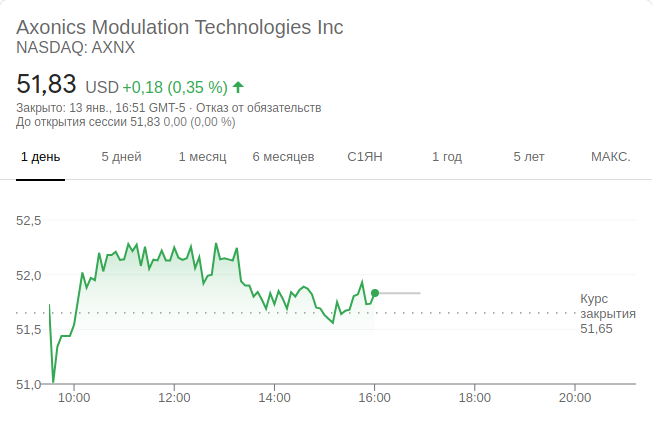 Axonics Modulation Technologies Inc
NASDAQ: AXNX
51,83 USD +0,18 (0,35 %)
Закрыто: 13 янв., 16:51 GMT-5 · Отказ от обязательств
До открытия сессии 51,83 0,00 (0,00 %)
1 день 5 дней 1 месяц 6 месяцев С1ЯН 1 год 5 лет МАКС.
52,5
52,0
Курс
закрытия
51,65
51,5
51,0
10:00 12:00 14:00 16:00 18:00 20:00